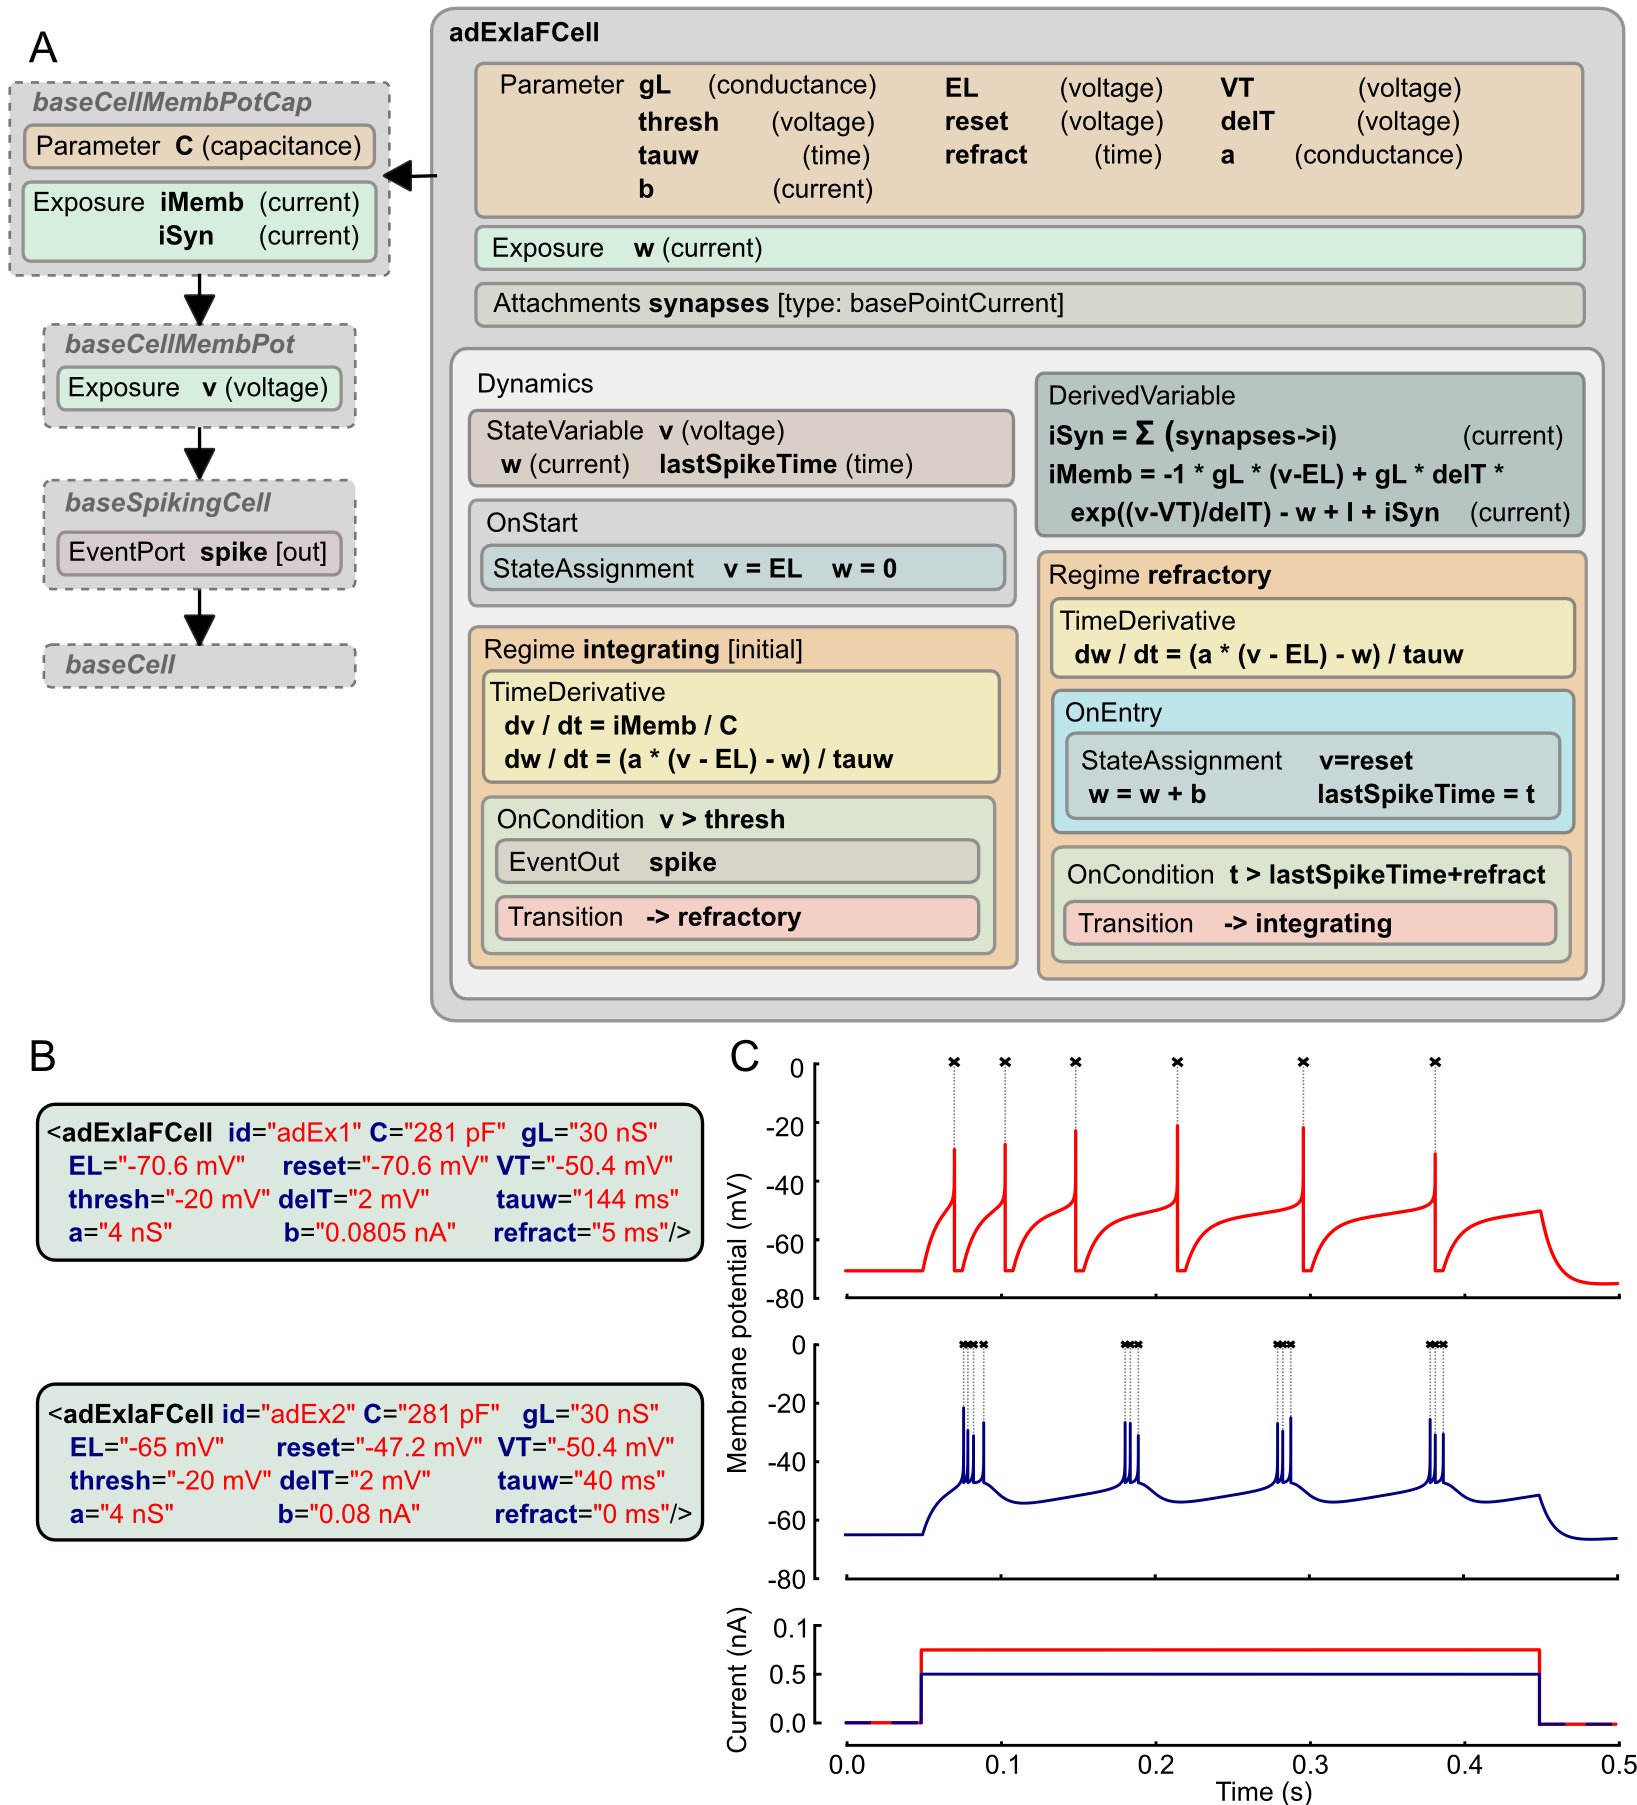 A
baseCellMembPotCap
Parameter C (capacitance)
Exposure iMemb (current)
iSyn (current)
baseCellMembPot
Exposure v (voltage)
baseSpikingCell
EventPort spike [out]
baseCell
adExIaFCell
Parameter gL (conductance) EL (voltage) VT (voltage)
thresh (voltage) reset (voltage) delT (voltage)
tauw (time) refract (time) a (conductance)
b (current)
Exposure w (current)
Attachments synapses [type: basePointCurrent]
Dynamics
StateVariable v (voltage)
w (current) lastSpikeTime (time)
OnStart
StateAssignment v = EL w = 0
Regime integrating [initial]
TimeDerivative
dv / dt = iMemb / C
dw / dt = (a * (v - EL) - w) / tauw
OnCondition v > thresh
EventOut spike
Transition -> refractory
DerivedVariable
iSyn = Σ (synapses->i) (current)
iMemb = -1 * gL * (v-EL) + gL * delT *
exp((v-VT)/delT) - w + I + iSyn (current)
Regime refractory
TimeDerivative
dw / dt = (a * (v - EL) - w) / tauw
OnEntry
StateAssignment v=reset
w = w + b lastSpikeTime = t
OnCondition t > lastSpikeTime+refract
Transition -> integrating
B
<adExIaFCell id="adEx1" C="281 pF" gL="30 nS"
EL="-70.6 mV" reset="-70.6 mV" VT="-50.4 mV"
thresh="-20 mV" delT="2 mV" tauw="144 ms"
a="4 nS" b="0.0805 nA" refract="5 ms"/>
<adExIaFCell id="adEx2" C="281 pF" gL="30 nS"
EL="-65 mV" reset="-47.2 mV" VT="-50.4 mV"
thresh="-20 mV" delT="2 mV" tauw="40 ms"
a="4 nS" b="0.08 nA" refract="0 ms"/>
C
Membrane potential (mV)
0
-20
-40
-60
-80
0
-20
-40
-60
-80
Current (nA)
0.1
0.5
0.0
0.0 0.1 0.2 0.3 0.4 0.5
Time (s)